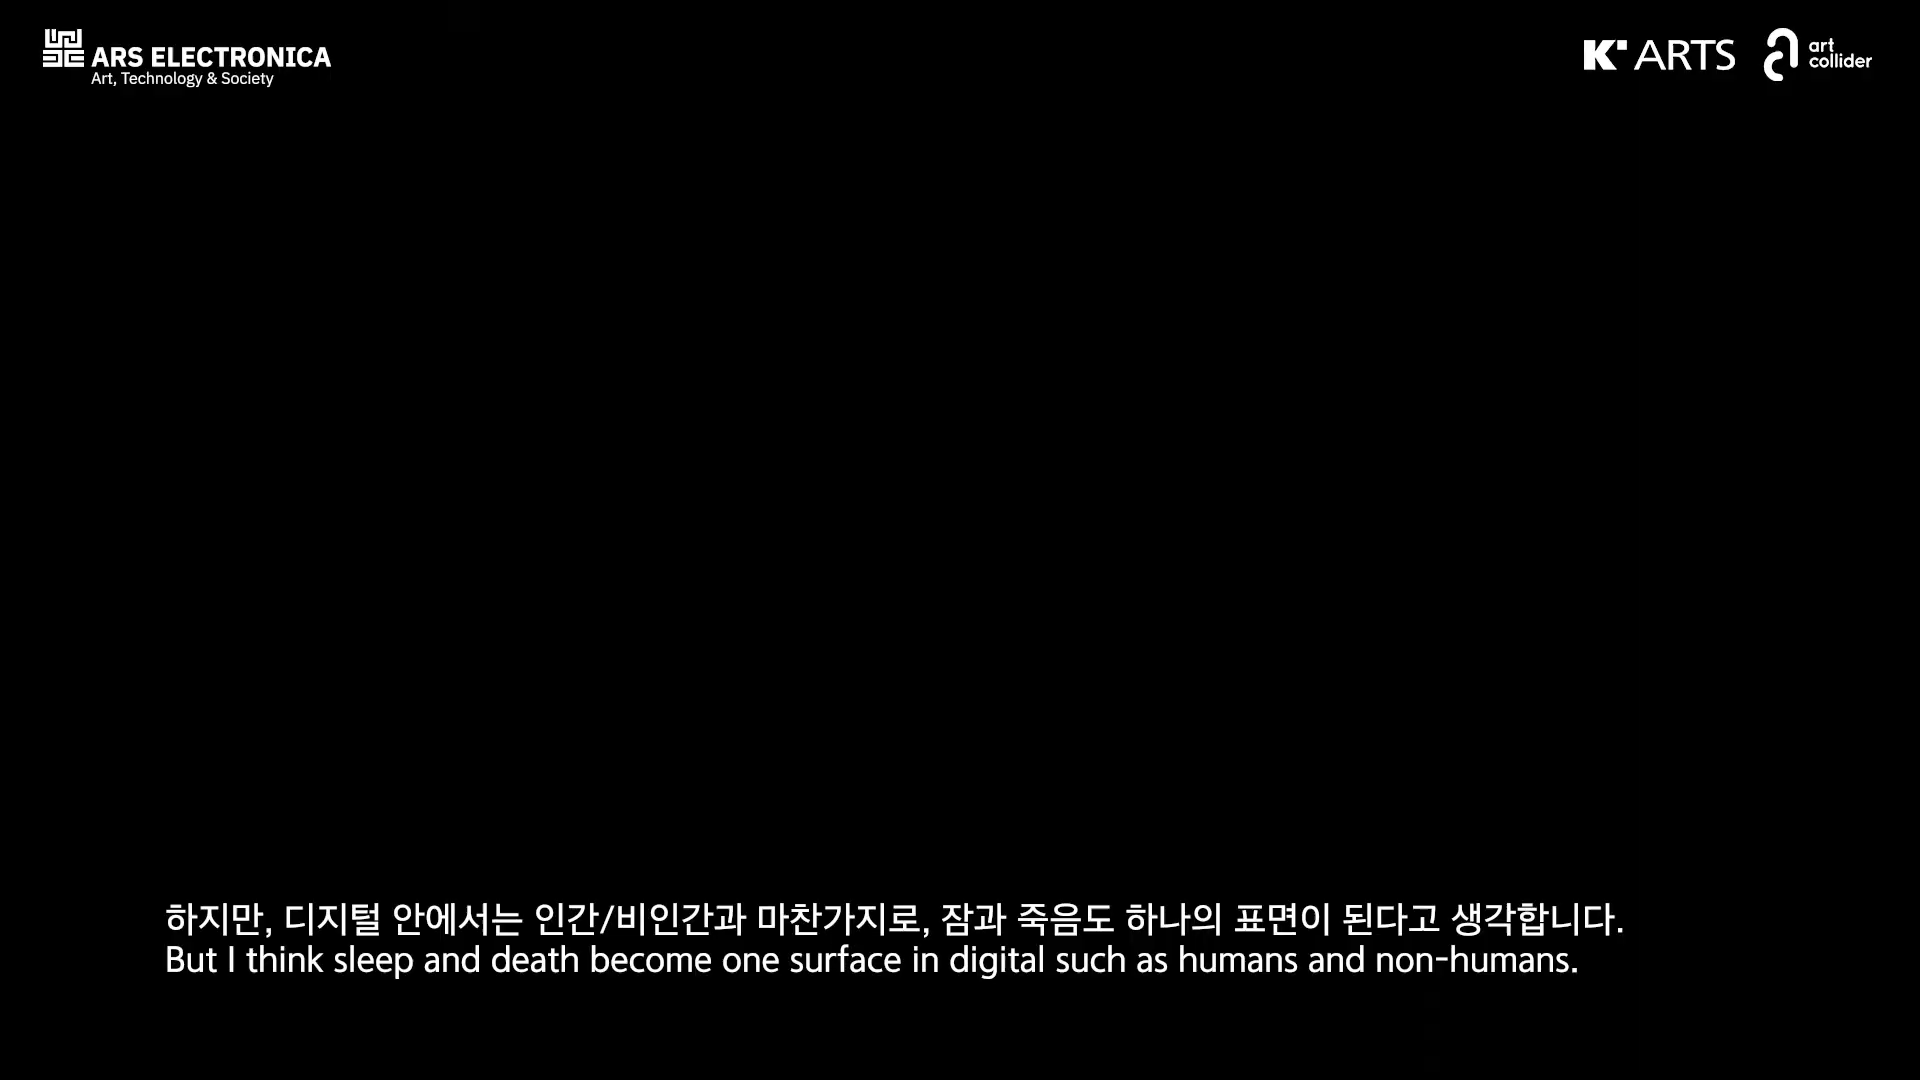 ARS ELECTRONICA
Art, Technology & Society
K ARTS
art
collider
하지만, 디지털 안에서는 인간/비인간과 마찬가지로, 잠과 죽음도 하나의 표면이 된다고 생각합니다.
But I think sleep and death become one surface in digital such as humans and non-humans.